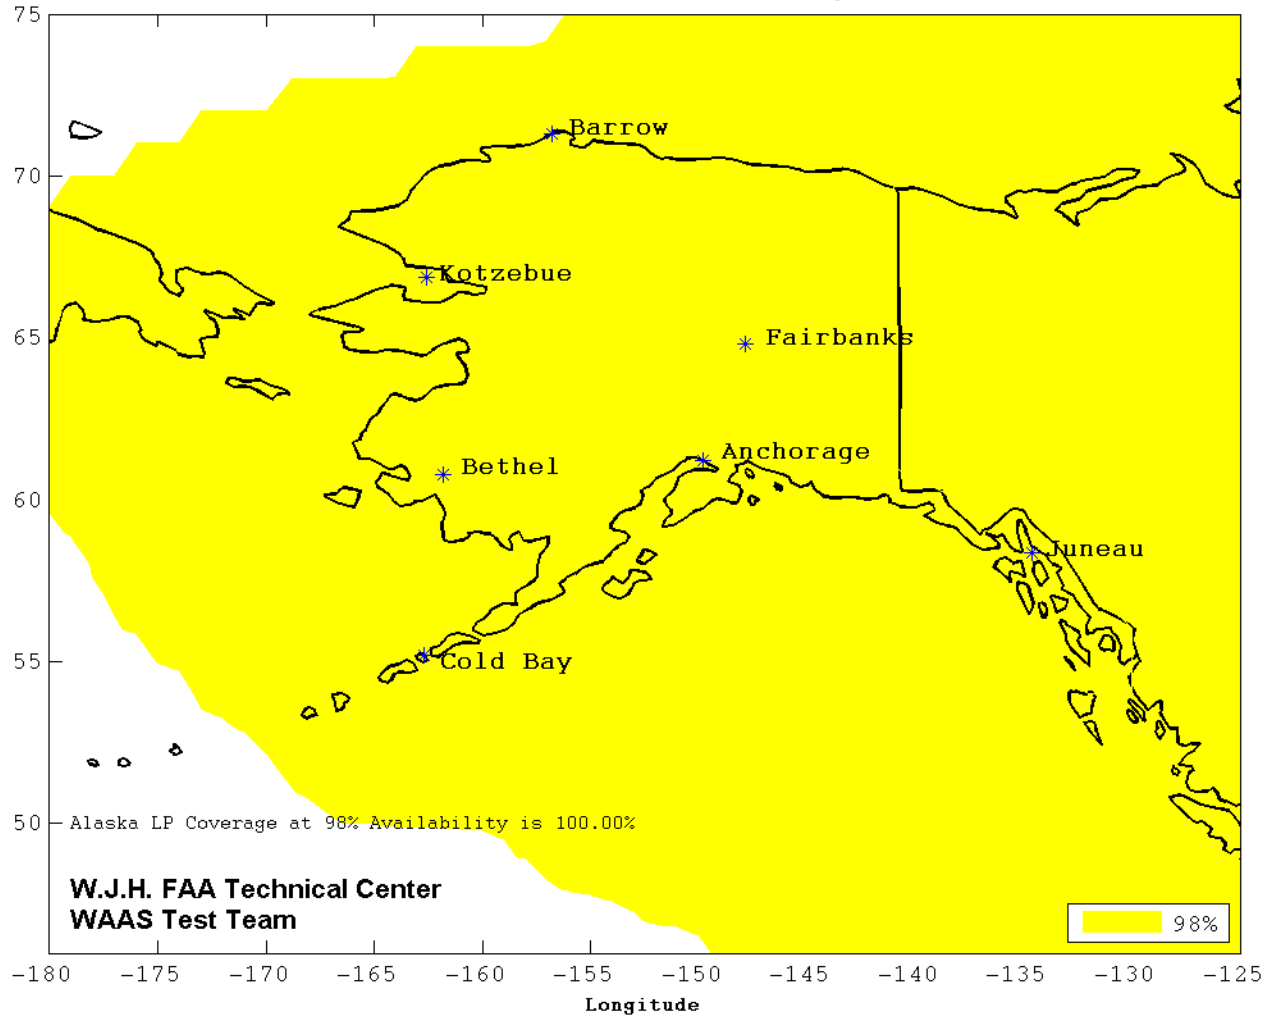 75
Barrow
70
Kotzebue
65
Fairbanks
Anchorage
Bethel
60
Juneau
55
Cold Bay
50
Alaska LP Coverage at 98% Availability is 100.00%
W.J.H. FAA Technical Center
WAAS Test Team
98%
-180 -175 -170 -165 -160 -155 -150 -145 -140 -135 -130 -125
Longitude